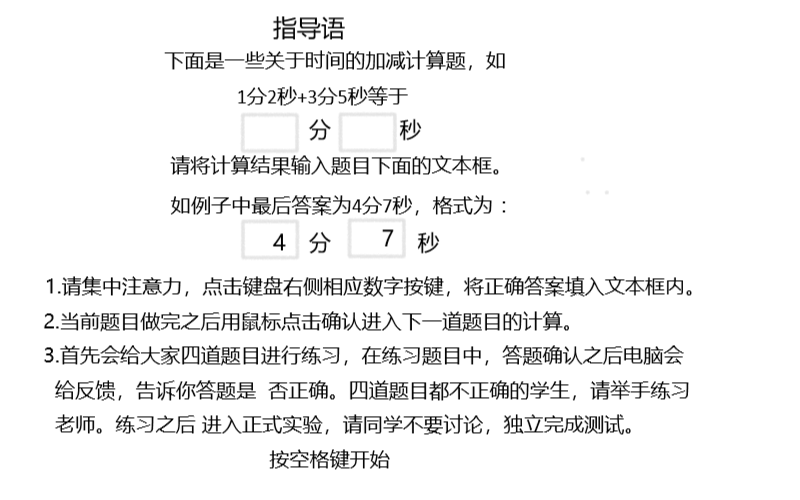 指导语
下面是一些关于时间的加减计算题，如
1分2秒+3分5秒等于
分 秒
请将计算结果输入题目下面的文本框。
如例子中最后答案为4分7秒，格式为：
4 分 7 秒
1.请集中注意力，点击键盘右侧相应数字按键，将正确答案填入文本框内。
2.当前题目做完之后用鼠标点击确认进入下一道题目的计算。
3.首先会给大家四道题目进行练习，在练习题目中，答题确认之后电脑会
给反馈，告诉你答题是 否正确。四道题目都不正确的学生，请举手练习
老师。练习之后 进入正式实验，请同学不要讨论，独立完成测试。
按空格键开始